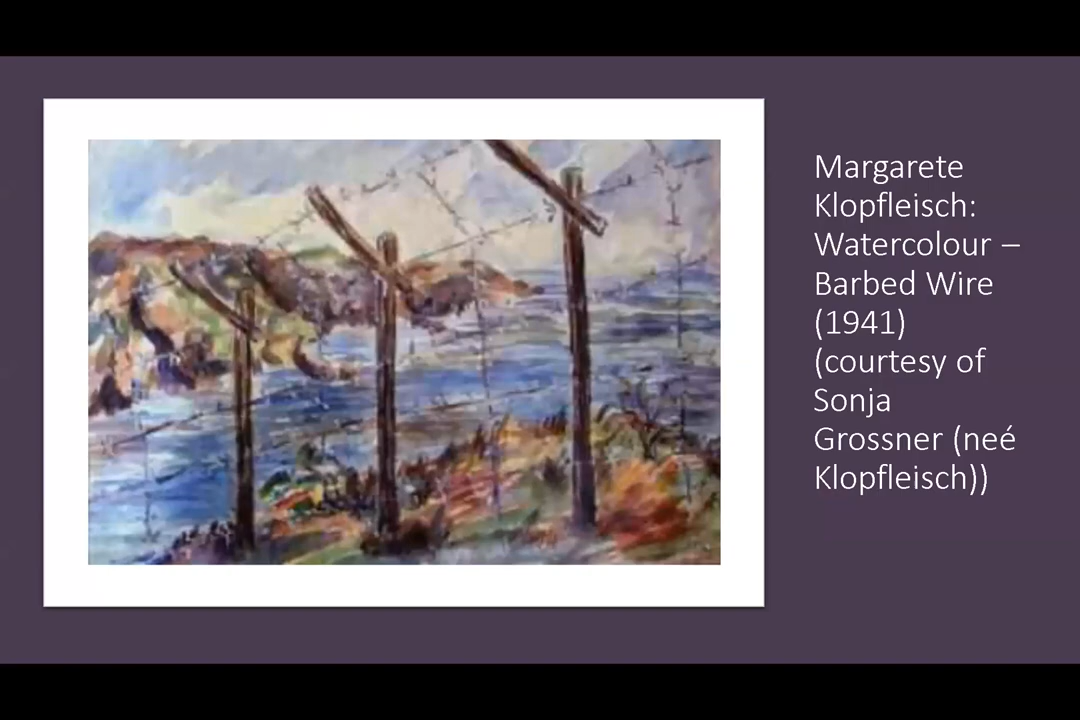 Margarete
Klopfleisch:
Watercolour –
Barbed Wire
(1941)
(courtesy of
Sonja
Grossner (neé
Klopfleisch))